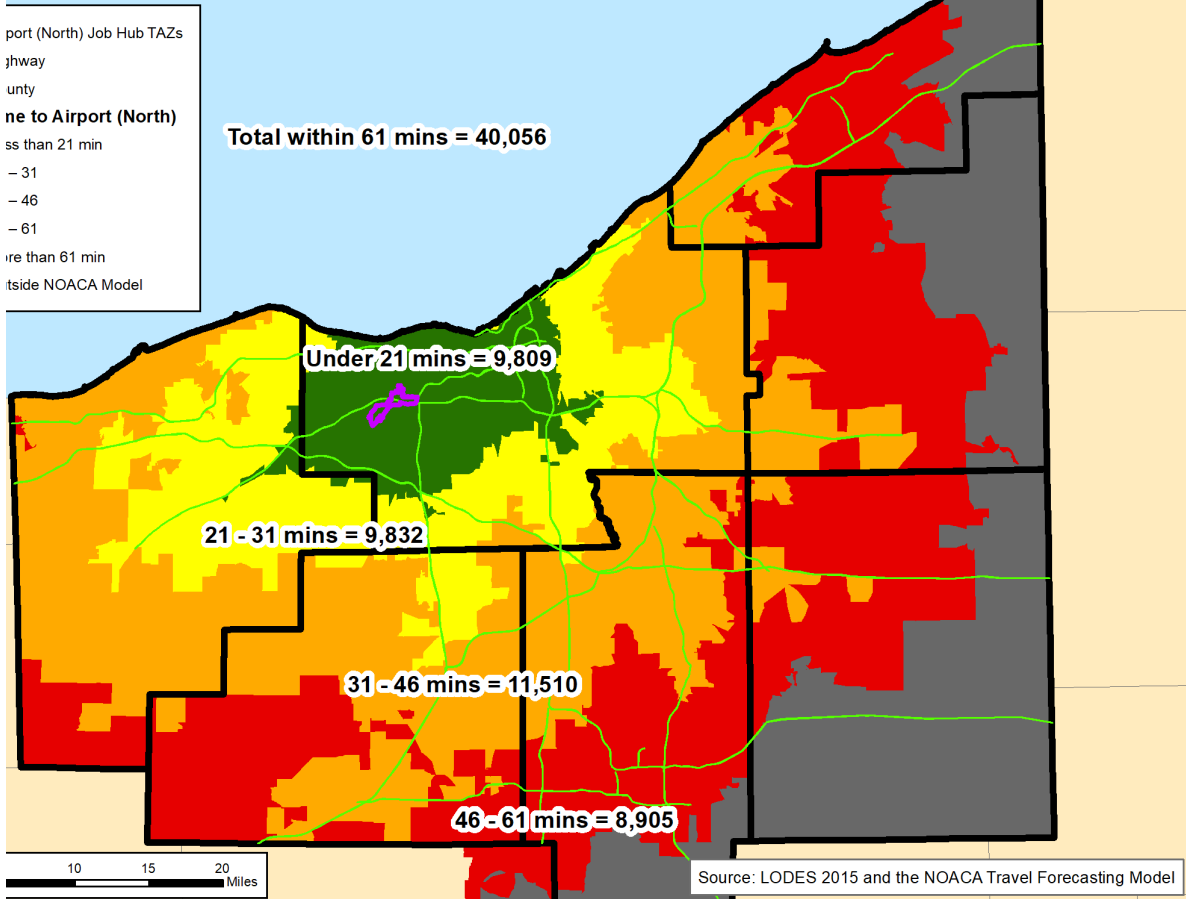 port (North) Job Hub TAZs
ghway
unty
me to Airport (North)
ss than 21 min
– 31
– 46
– 61
ore than 61 min
tside NOACA Model
Total within 61 mins = 40,056
Under 21 mins = 9,809
21 - 31 mins = 9,832
31 - 46 mins = 11,510
46 - 61 mins = 8,905
10 15 20
Miles
Source: LODES 2015 and the NOACA Travel Forecasting Model